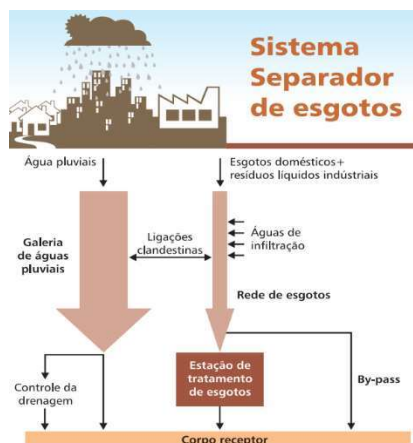 Sistema
Separador
de esgotos
Água pluviais
Esgotos domésticos+
resíduos líquidos indústriais
Galeria
de águas
pluviais
Ligações
clandestinas
Águas de
infiltração
Rede de esgotos
Estação de
tratamento
de esgotos
By-pass
Controle da
drenagem
Corpo receptor